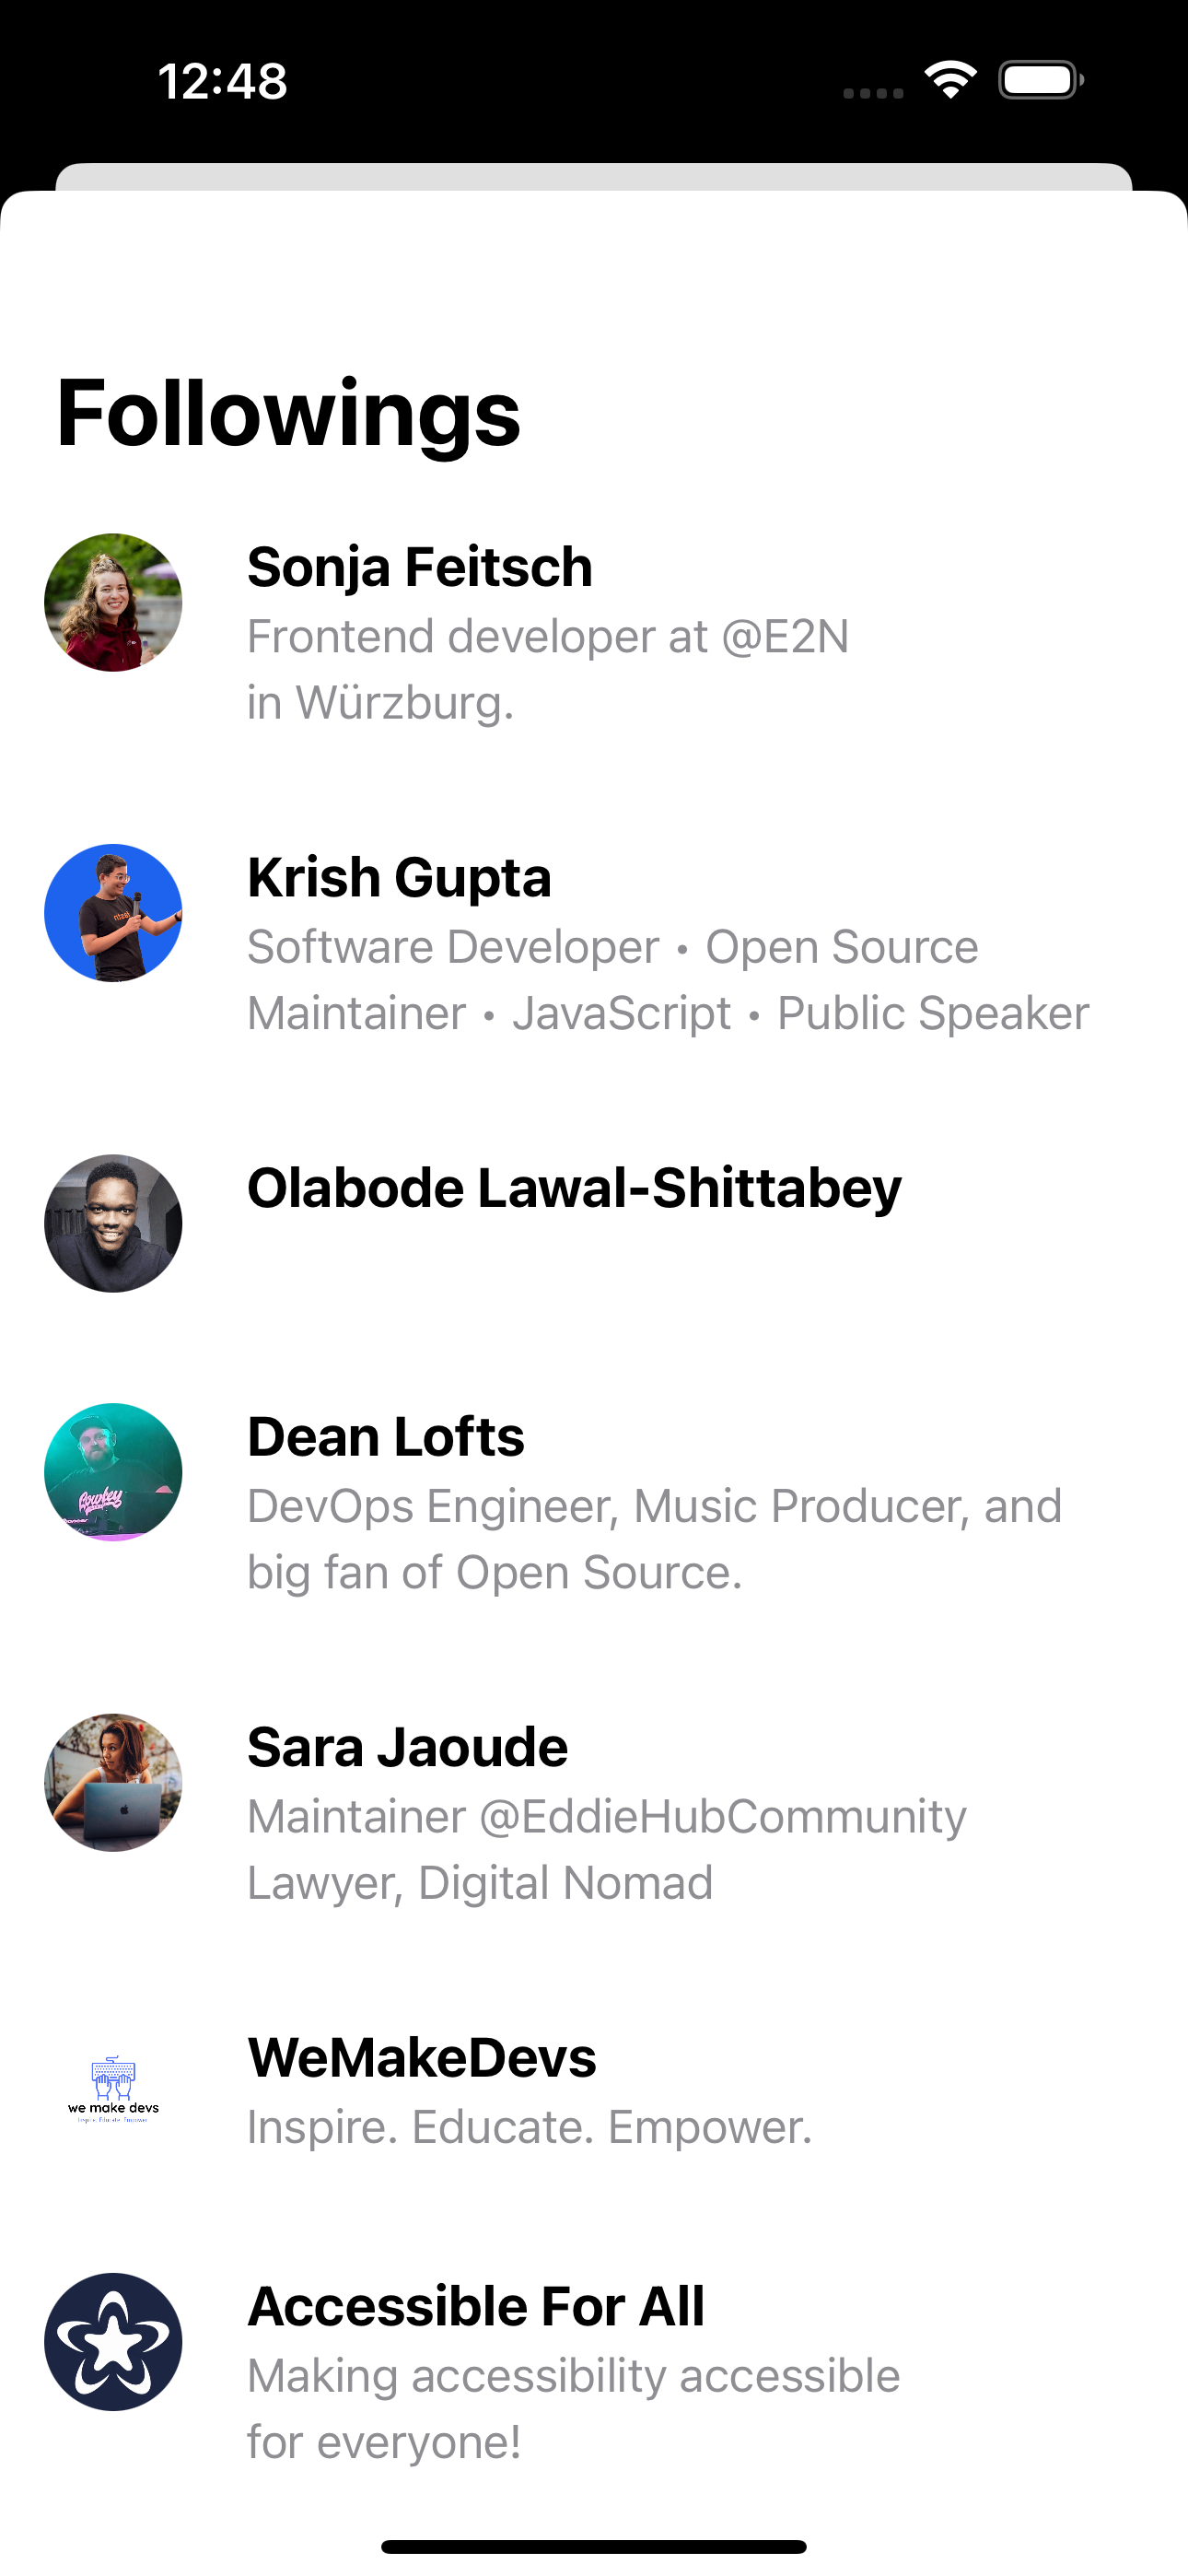 12:48
Followings
Sonja Feitsch
Frontend developer at @E2N
in Würzburg.
Krish Gupta
Software Developer • Open Source
Maintainer • JavaScript • Public Speaker
Olabode Lawal-Shittabey
Dean Lofts
DevOps Engineer, Music Producer, and
big fan of Open Source.
Sara Jaoude
Maintainer @EddieHubCommunity
Lawyer, Digital Nomad
we make devs
Inspire. Educate. Empower.
WeMakeDevs
Inspire. Educate. Empower.
Accessible For All
Making accessibility accessible
for everyone!